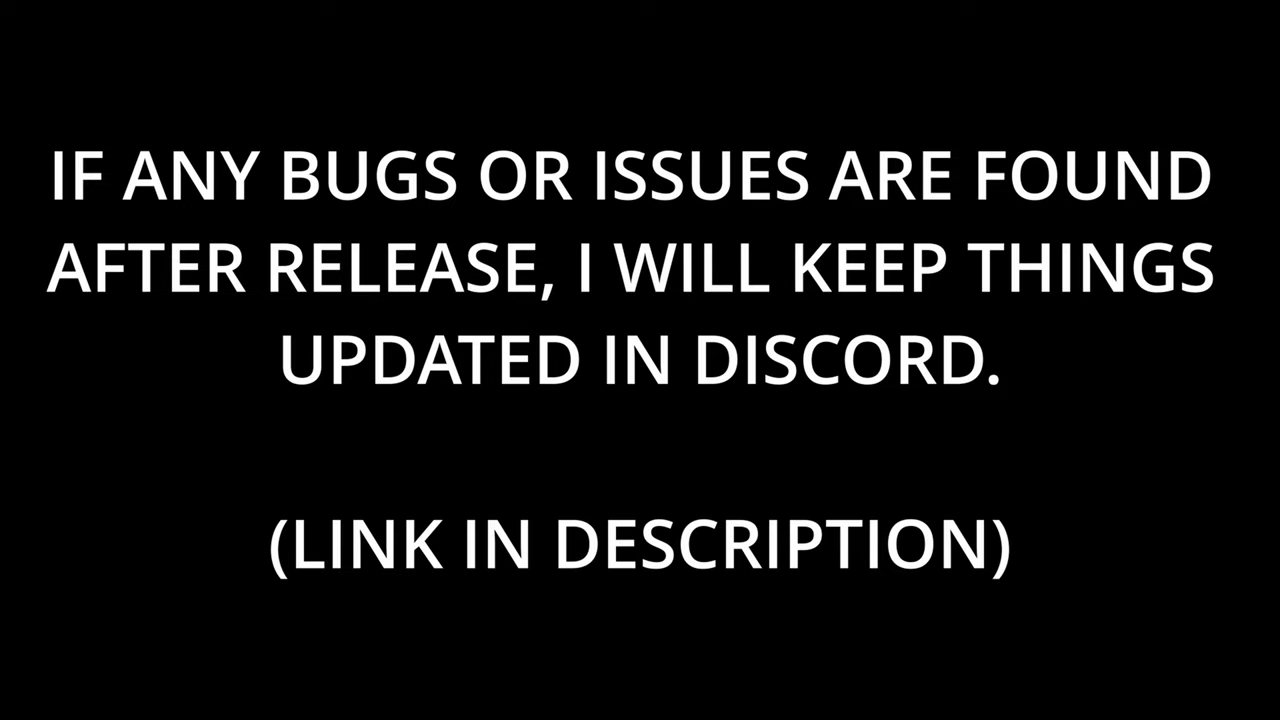 IF ANY BUGS OR ISSUES ARE FOUND
AFTER RELEASE, I WILL KEEP THINGS
UPDATED IN DISCORD.
(LINK IN DESCRIPTION)